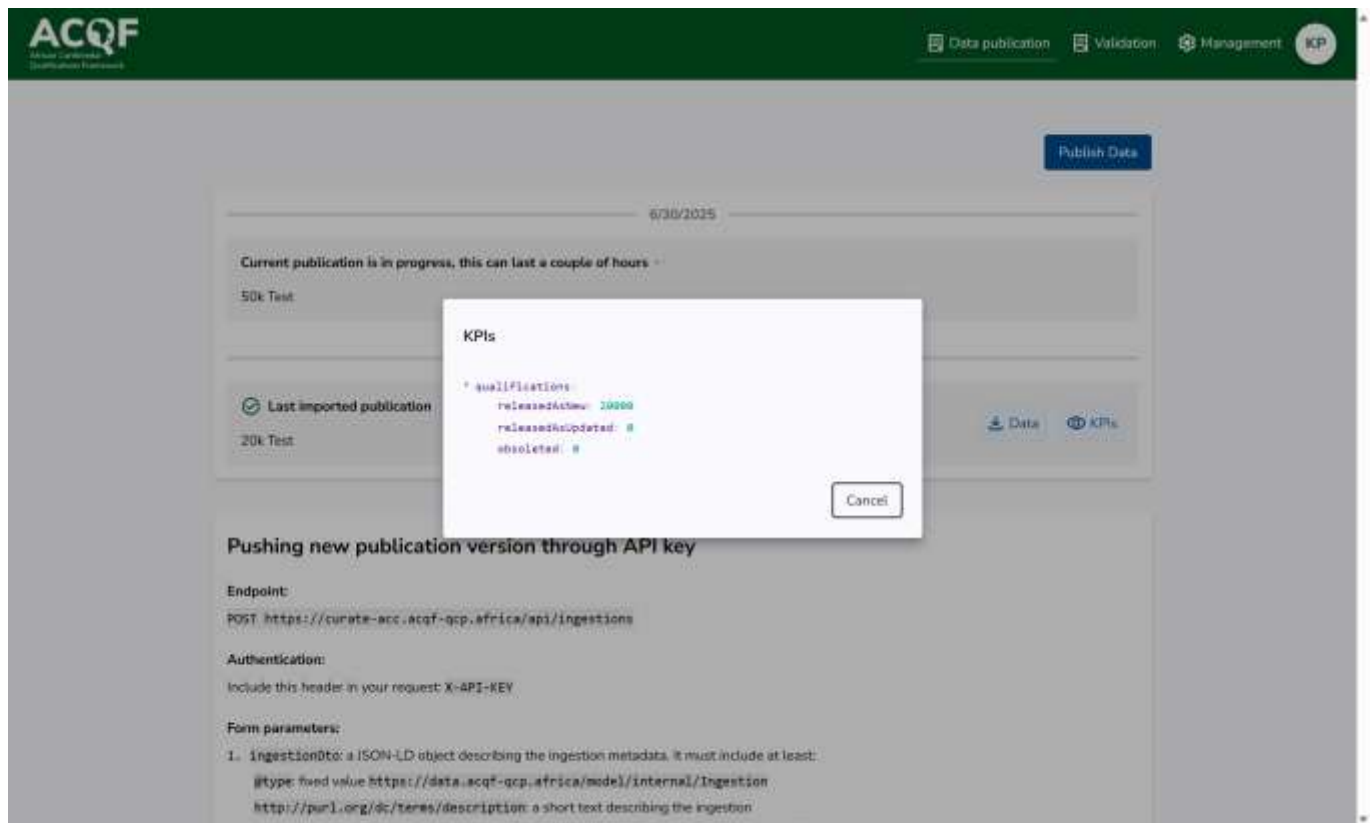 ACQF
African Continental
Qualifications Framework
Data publication
Validation
Management
KP
Publish Data
6/30/2025
Current publication is in progress, this can last a couple of hours
50k Test
KPIs
qualifications:
releasedAsNew: 20000
releasedAsUpdated: 0
obsoleted: 0
Cancel
Last imported publication
20k Test
Data
KPIs
Pushing new publication version through API key
Endpoint:
POST https://curate-acc.acqf-qcp.africa/api/ingestions
Authentication:
Include this header in your request: X-API-KEY
Form parameters:
1. ingestionDto: a JSON-LD object describing the ingestion metadata. It must include at least:
@type: fixed value https://data.acqf-qcp.africa/model/internal/Ingestion
http://purl.org/dc/terms/description: a short text describing the ingestion